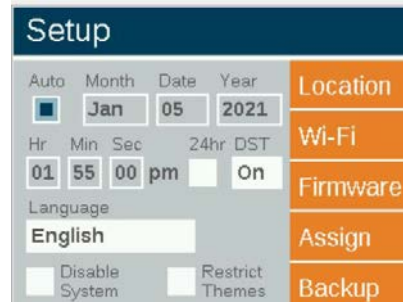 Setup
Auto Month Date Year
Jan 05 2021
Hr Min Sec 24hr DST
01 55 00 pm On
Language
English
Disable System
Restrict Themes
Location
Wi-Fi
Firmware
Assign
Backup